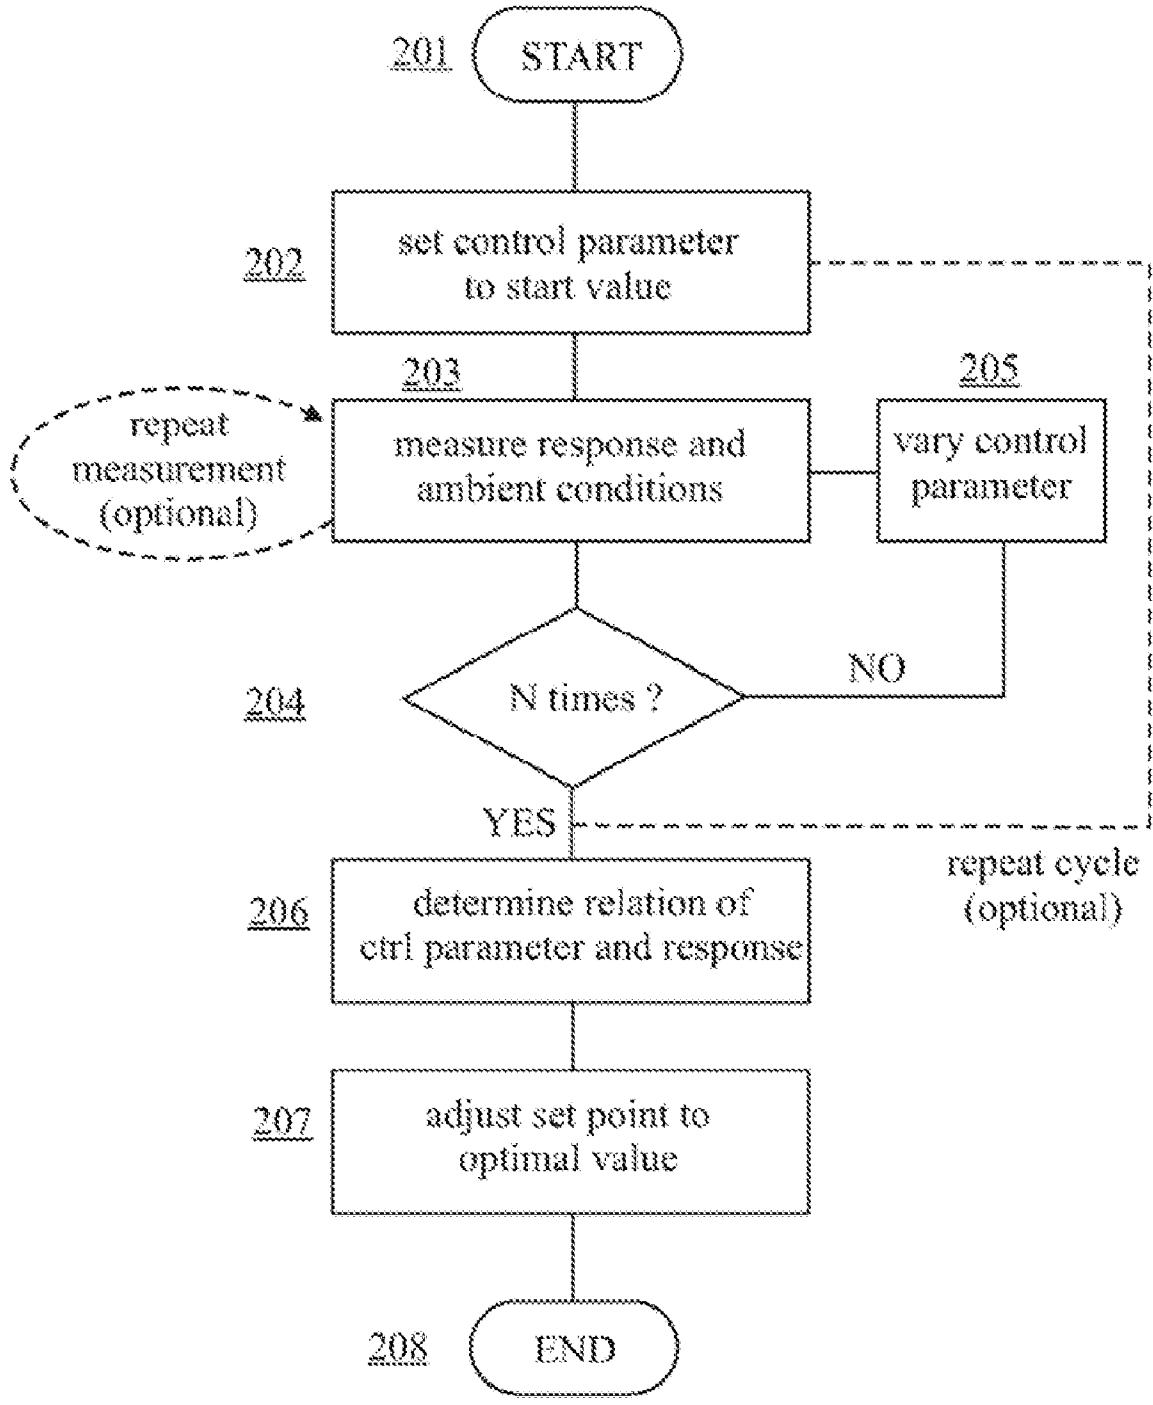 201
START
202
set control parameter
to start value
203
205
repeat
measurement
(optional)
measure response and
ambient conditions
vary control
parameter
204
N times ?
NO
YES
repeat cycle
(optional)
206
determine relation of
ctrl parameter and response
207
adjust set point to
optimal value
208
END